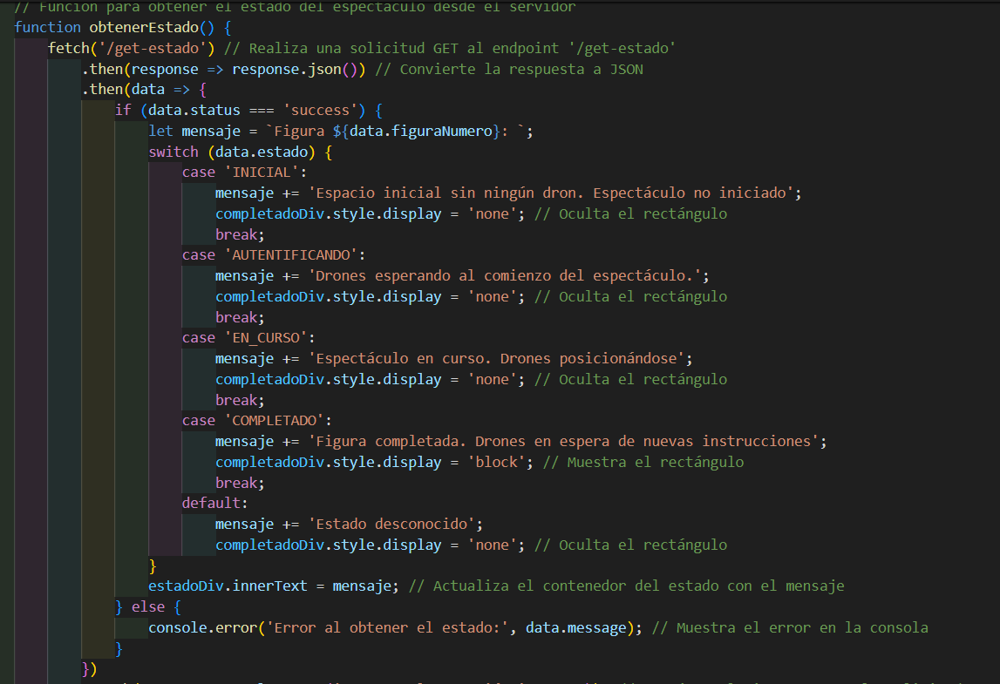 // Función para obtener el estado del espectáculo desde el servidor
function obtenerEstado() {
    fetch('/get-estado') // Realiza una solicitud GET al endpoint '/get-estado'
        .then(response => response.json()) // Convierte la respuesta a JSON
        .then(data => {
            if (data.status === 'success') {
                let mensaje = `Figura ${data.figuraNumero}: `;
                switch (data.estado) {
                    case 'INICIAL':
                        mensaje += 'Espacio inicial sin ningún dron. Espectáculo no iniciado';
                        completadoDiv.style.display = 'none'; // Oculta el rectángulo
                        break;
                    case 'AUTENTIFICANDO':
                        mensaje += 'Drones esperando al comienzo del espectáculo.';
                        completadoDiv.style.display = 'none'; // Oculta el rectángulo
                        break;
                    case 'EN_CURSO':
                        mensaje += 'Espectáculo en curso. Drones posicionándose';
                        completadoDiv.style.display = 'none'; // Oculta el rectángulo
                        break;
                    case 'COMPLETADO':
                        mensaje += 'Figura completada. Drones en espera de nuevas instrucciones';
                        completadoDiv.style.display = 'block'; // Muestra el rectángulo
                        break;
                    default:
                        mensaje += 'Estado desconocido';
                        completadoDiv.style.display = 'none'; // Oculta el rectángulo
                }
                estadoDiv.innerText = mensaje; // Actualiza el contenedor del estado con el mensaje
            } else {
                console.error('Error al obtener el estado:', data.message); // Muestra el error en la consola
            }
        })